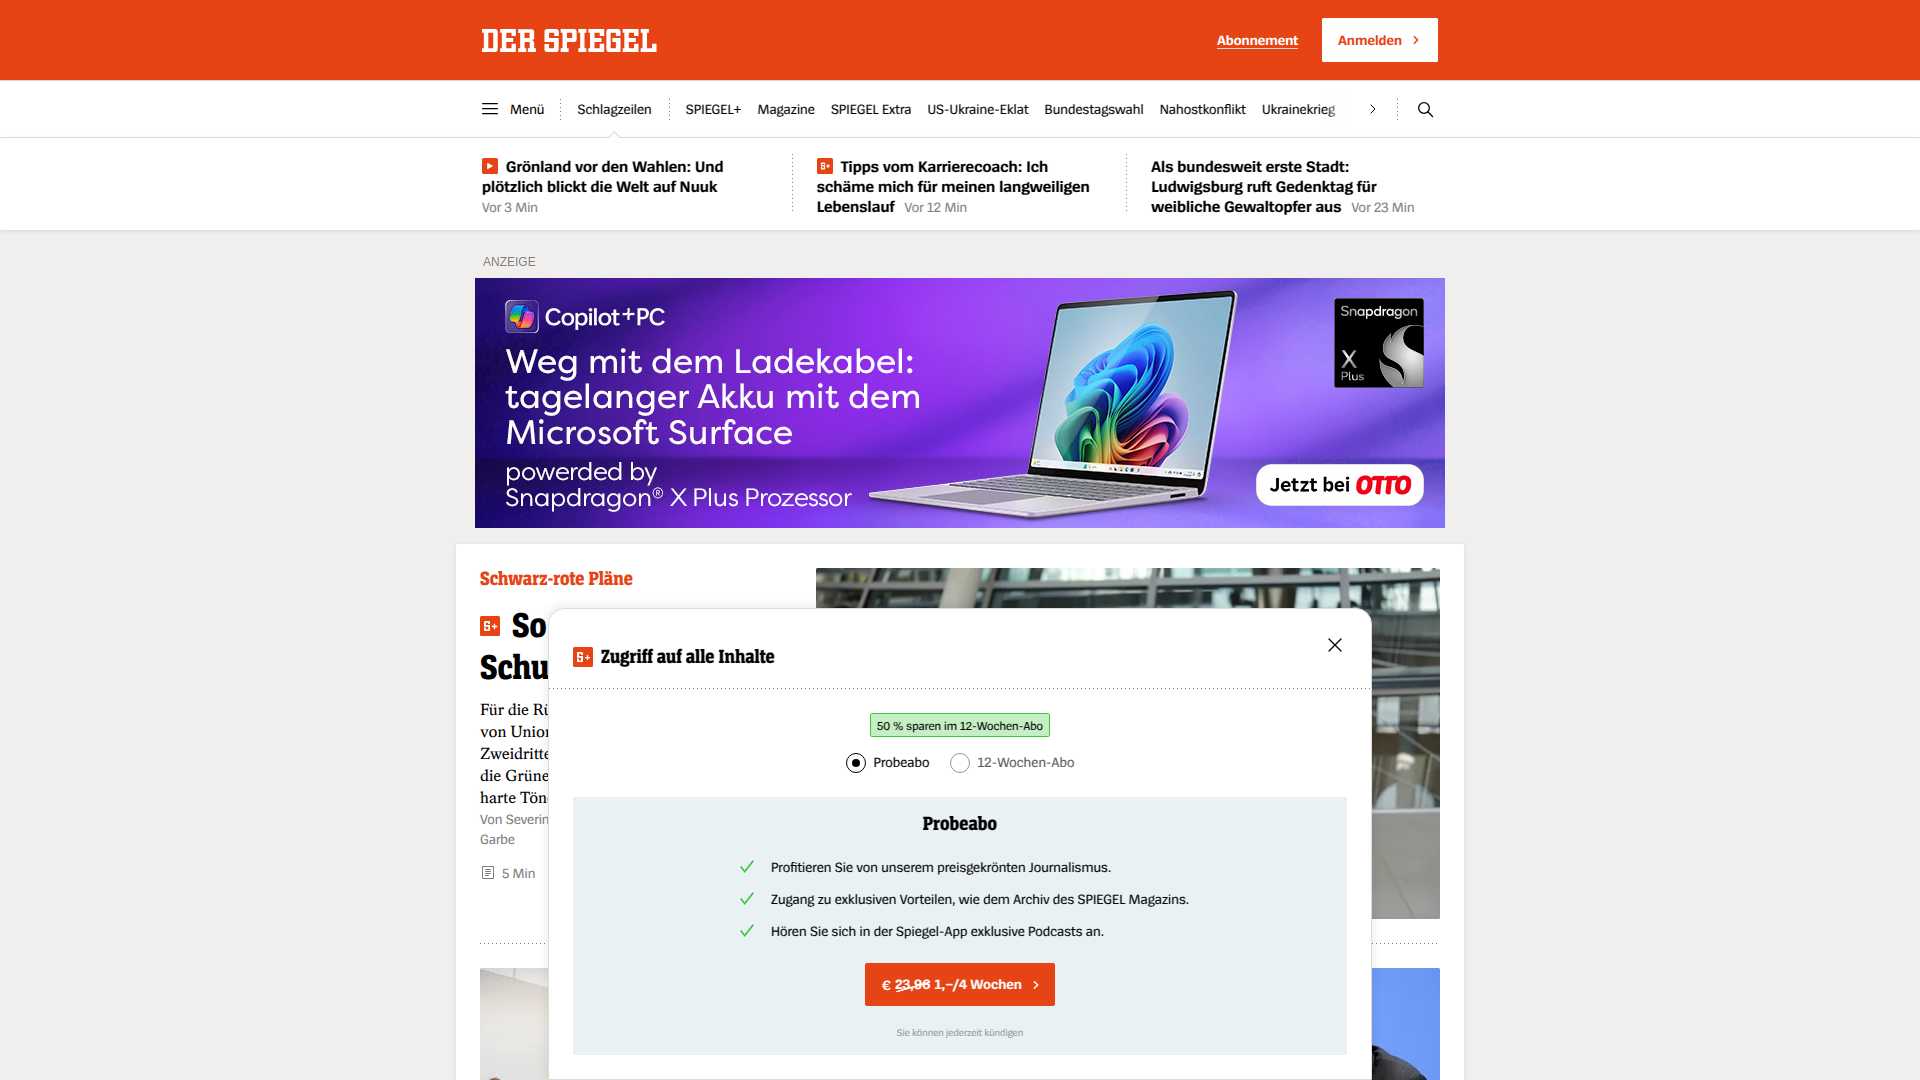 DER SPIEGEL
Abonnement
Anmelden
Menü
Schlagzeilen
SPIEGEL+
Magazine
SPIEGEL Extra
US-Ukraine-Eklat
Bundestagswahl
Nahostkonflikt
Ukrainekrieg
Grönland vor den Wahlen: Und
plötzlich blickt die Welt auf Nuuk
Vor 3 Min
Tipps vom Karrierecoach: Ich
schäme mich für meinen langweiligen
Lebenslauf Vor 12 Min
Als bundesweit erste Stadt:
Ludwigsburg ruft Gedenktag für
weibliche Gewaltopfer aus Vor 23 Min
ANZEIGE
Copilot+PC
Weg mit dem Ladekabel:
tagelanger Akku mit dem
Microsoft Surface
powerded by
Snapdragon® X Plus Prozessor
Snapdragon
X
Plus
Jetzt bei OTTO
Schwarz-rote Pläne
So
Schu
Für die Rü
von Union
Zweidritte
die Grüne
harte Tön
Von Severin
Garbe
5 Min
Zugriff auf alle Inhalte
50 % sparen im 12-Wochen-Abo
Probeabo
12-Wochen-Abo
Probeabo
Profitieren Sie von unserem preisgekrönten Journalismus.
Zugang zu exklusiven Vorteilen, wie dem Archiv des SPIEGEL Magazins.
Hören Sie sich in der Spiegel-App exklusive Podcasts an.
€ 23,96 1,–/4 Wochen
Sie können jederzeit kündigen